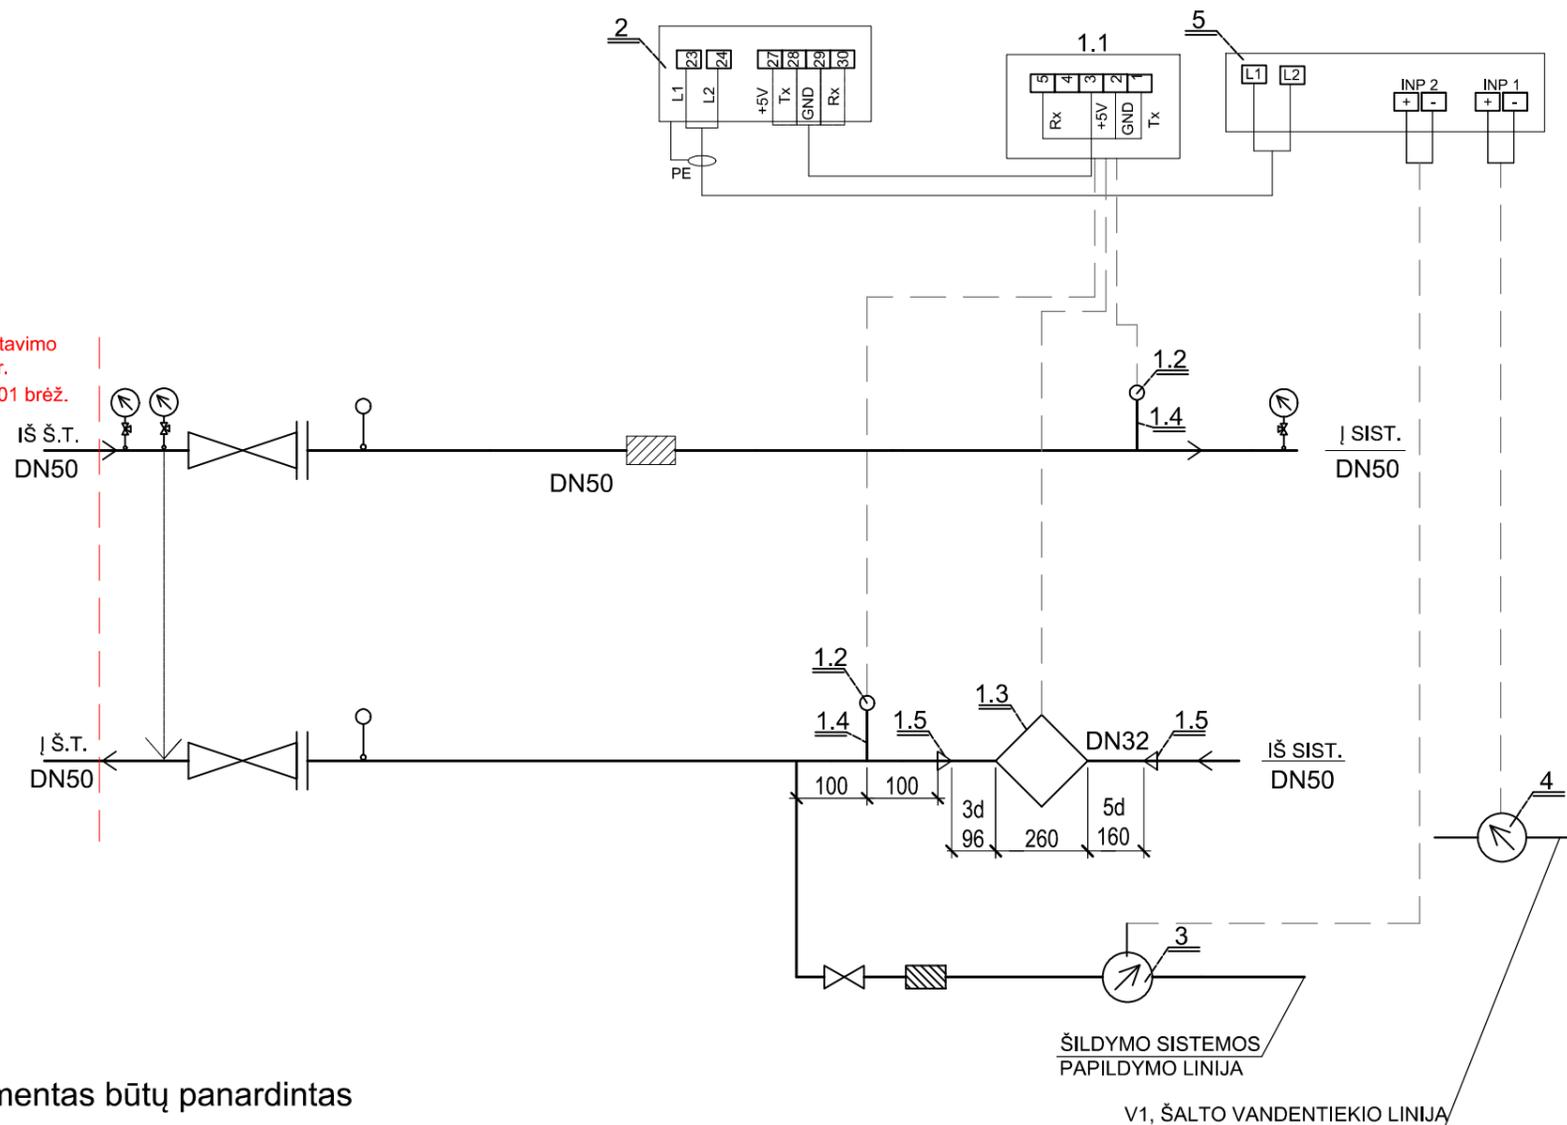 2
23
24
27
28
29
30
L1
L2
+5V
Tx
GND
Rx
PE
1.1
5
4
3
2
1
Rx
+5V
GND
Tx
5
L1
L2
INP 2
+ -
INP 1
+ -
tavimo
r.
01 brėž.
IŠ Š.T.
DN50
DN50
1.2
1.4
Į SIST.
DN50
Į Š.T.
DN50
1.2
1.4
1.5
1.3
DN32
1.5
IŠ SIST.
DN50
100
100
3d
96
260
5d
160
4
3
ŠILDYMO SISTEMOS
PAPILDYMO LINIJA
mentas būtų panardintas
V1, ŠALTO VANDENTIEKIO LINIJA